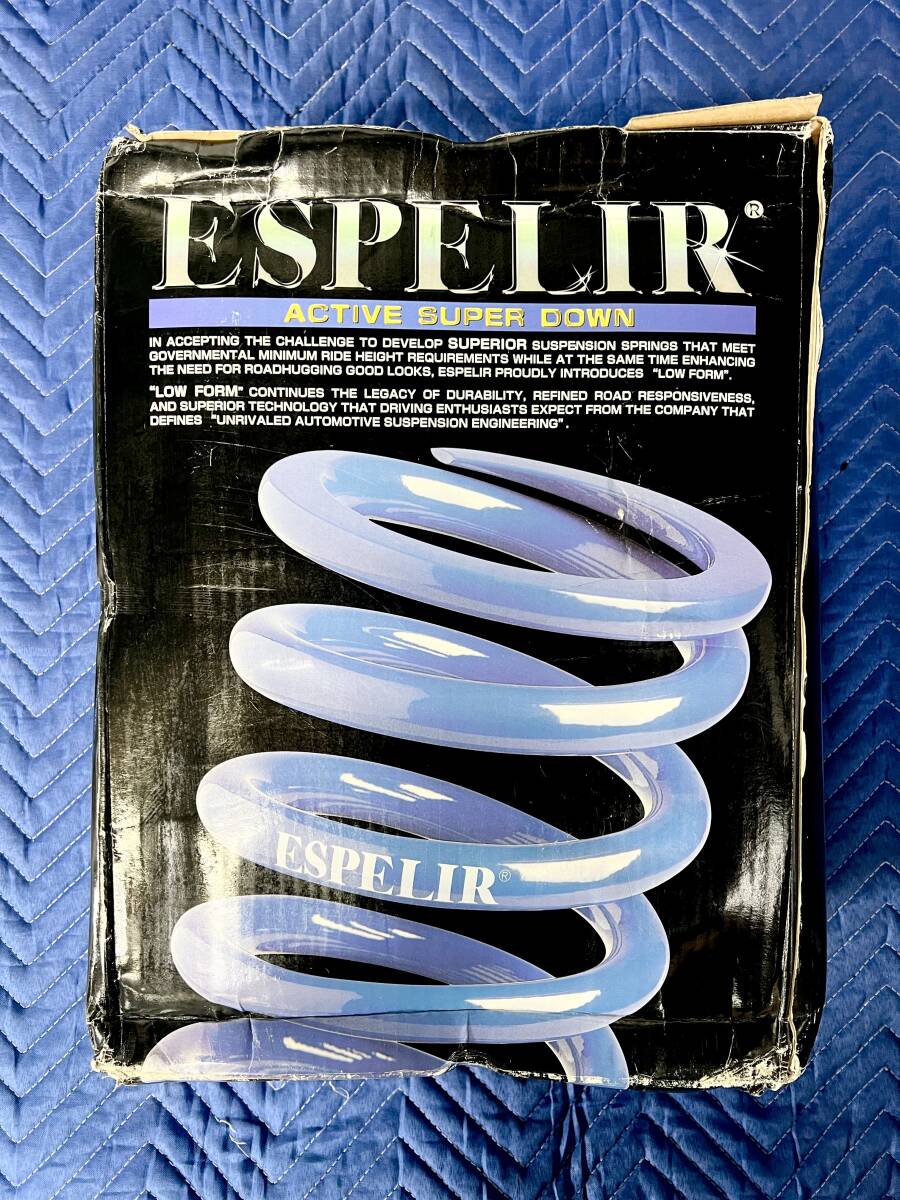 ESPELIR®
ACTIVE SUPER DOWN
IN ACCEPTING THE CHALLENGE TO DEVELOP SUPERIOR SUSPENSION SPRINGS THAT MEET
GOVERNMENTAL MINIMUM RIDE HEIGHT REQUIREMENTS WHILE AT THE SAME TIME ENHANCING
THE NEED FOR ROADHUGGING GOOD LOOKS, ESPELIR PROUDLY INTRODUCES "LOW FORM".
"LOW FORM" CONTINUES THE LEGACY OF DURABILITY, REFINED ROAD RESPONSIVENESS,
AND SUPERIOR TECHNOLOGY THAT DRIVING ENTHUSIASTS EXPECT FROM THE COMPANY THAT
DEFINES "UNRIVALED AUTOMOTIVE SUSPENSION ENGINEERING".
ESPELIR®